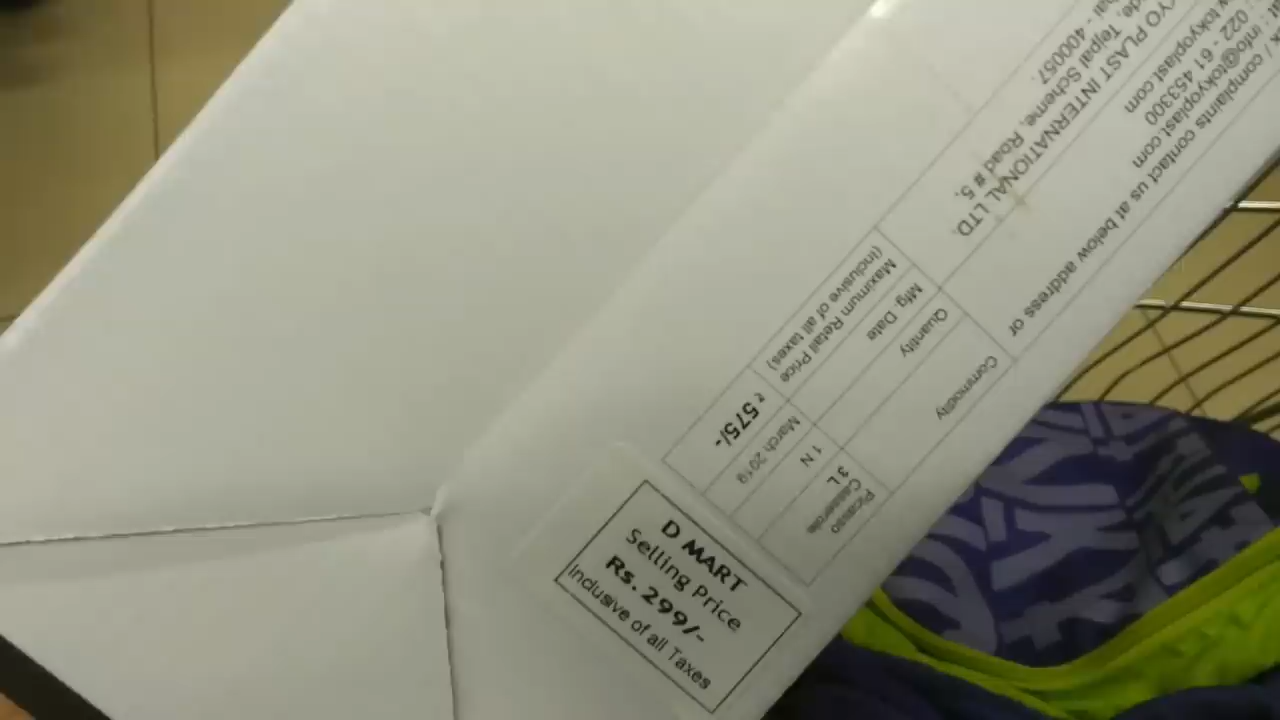 / complaints contact us at below address or
info@tokyoplast.com
: 022 - 61 453300
tokyoplast.com
YO PLAST INTERNATIONAL LTD.
Tejpal Scheme, Road # 5,
- 400057.
Commodity Picasso Casserole
3 L
Quantity 1 N
Mfg. Date March 2019
Maximum Retail Price ₹ 575/-
(Inclusive of all taxes)
D MART
Selling Price
Rs. 299/-
Inclusive of all Taxes